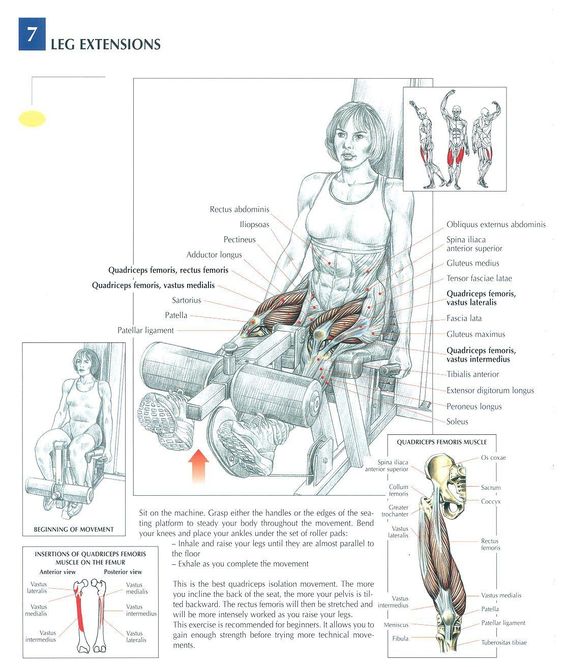 7
LEG EXTENSIONS
Rectus abdominis
Iliopsoas
Pectineus
Adductor longus
Quadriceps femoris, rectus femoris
Quadriceps femoris, vastus medialis
Sartorius
Patella
Patellar ligament
Obliquus externus abdominis
Spina iliaca
anterior superior
Gluteus medius
Tensor fasciae latae
Quadriceps femoris,
vastus lateralis
Fascia lata
Gluteus maximus
Quadriceps femoris,
vastus intermedius
Tibialis anterior
Extensor digitorum longus
Peroneus longus
Soleus
BEGINNING OF MOVEMENT
Sit on the machine. Grasp either the handles or the edges of the sea-
ting platform to steady your body throughout the movement. Bend
your knees and place your ankles under the set of roller pads:
– Inhale and raise your legs until they are almost parallel to
the floor
– Exhale as you complete the movement
This is the best quadriceps isolation movement. The more
you incline the back of the seat, the more your pelvis is til-
ted backward. The rectus femoris will then be stretched and
will be more intensely worked as you raise your legs.
This exercise is recommended for beginners. It allows you to
gain enough strength before trying more technical move-
ments.
INSERTIONS OF QUADRICEPS FEMORIS
MUSCLE ON THE FEMUR
Anterior view
Posterior view
Vastus
lateralis
Vastus
medialis
Vastus
intermedius
Vastus
medialis
Vastus
intermedius
Vastus
lateralis
QUADRICEPS FEMORIS MUSCLE
Spina iliaca
anterior superior
Collum
femoris
Greater
trochanter
Vastus
lateralis
Vastus
intermedius
Meniscus
Fibula
Os coxae
Sacrum
Coccyx
Rectus
femoris
Vastus medialis
Patella
Patellar ligament
Tuberositas tibiae